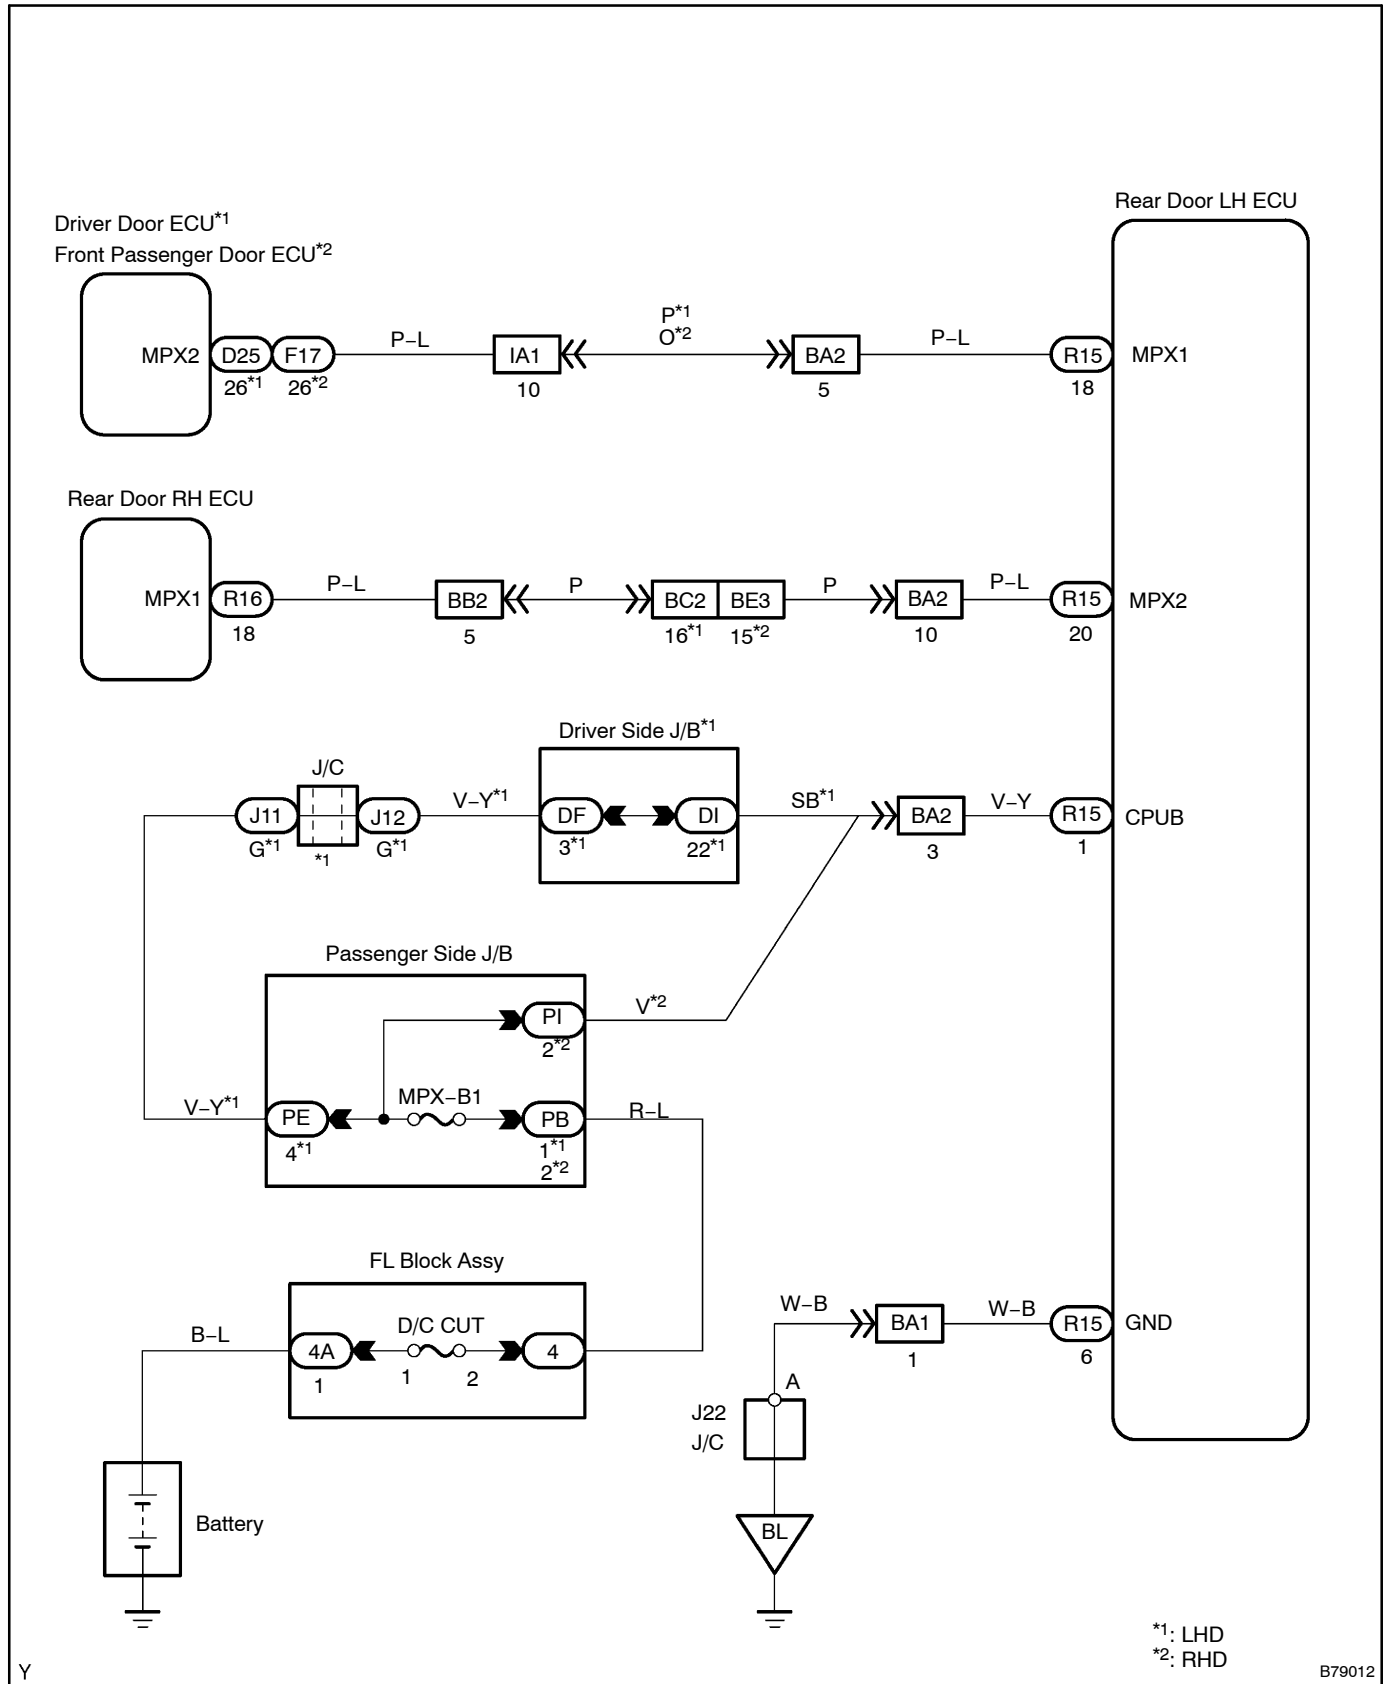 Rear Door LH ECU
Driver Door ECU*1
Front Passenger Door ECU*2
MPX2 D25 F17 P−L IA1 P*1 BA2 P−L R15 MPX1
O*2
26*1 26*2 10 5 18
Rear Door RH ECU
MPX1 R16 P−L BB2 P BC2 BE3 P BA2 P−L R15 MPX2
18 5 16*1 15*2 10 20
Driver Side J/B*1
J/C
J11 J12 V−Y*1 DF DI SB*1 BA2 V−Y R15 CPUB
G*1 *1 G*1 3*1 22*1 3 1
Passenger Side J/B
PI V*2
2*2
V−Y*1 PE MPX−B1 PB R−L
4*1 1*1
2*2
FL Block Assy
B−L 4A D/C CUT 4
1 1 2
W−B BA1 W−B R15 GND
1 6
A
J22
J/C
Battery
BL
*1: LHD
*2: RHD
Y B79012